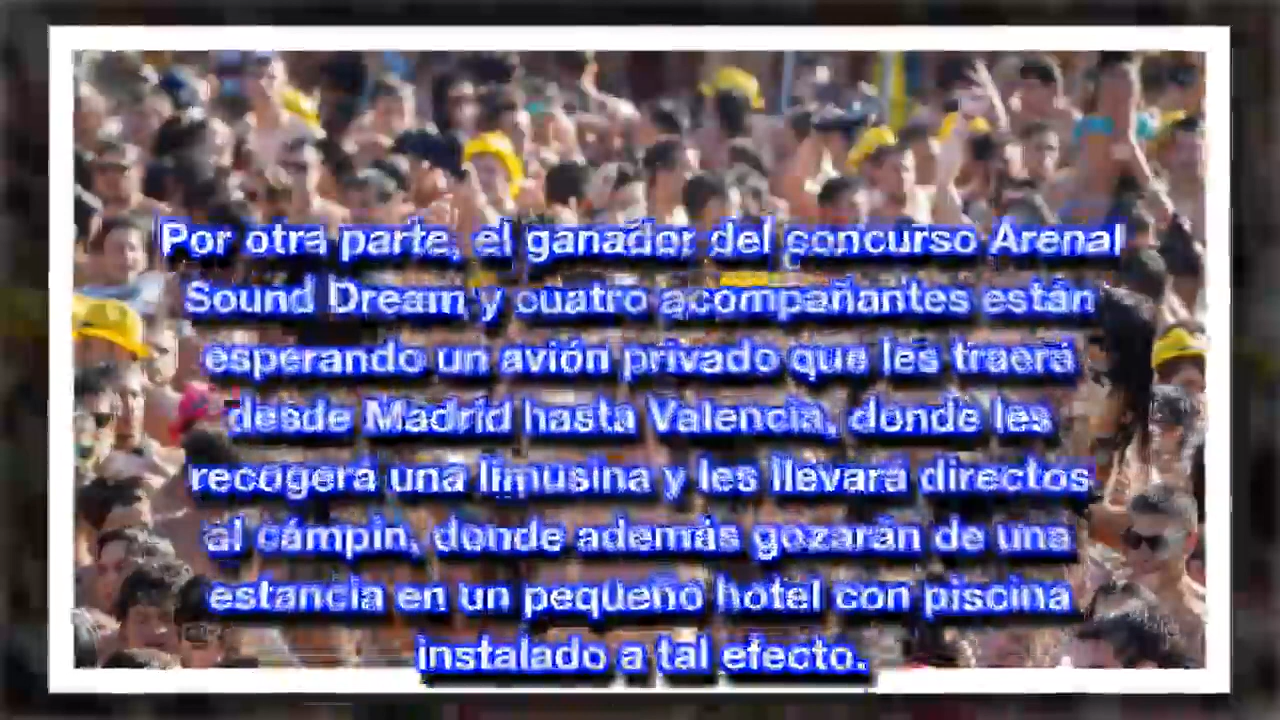 Por otra parte, el ganador del concurso Arenal
Sound Dream y cuatro acompañantes están
esperando un avión privado que les traerá
desde Madrid hasta Valencia, donde les
recogerá una limusina y les llevará directos
al cámpin, donde además gozarán de una
estancia en un pequeño hotel con piscina
instalado a tal efecto.